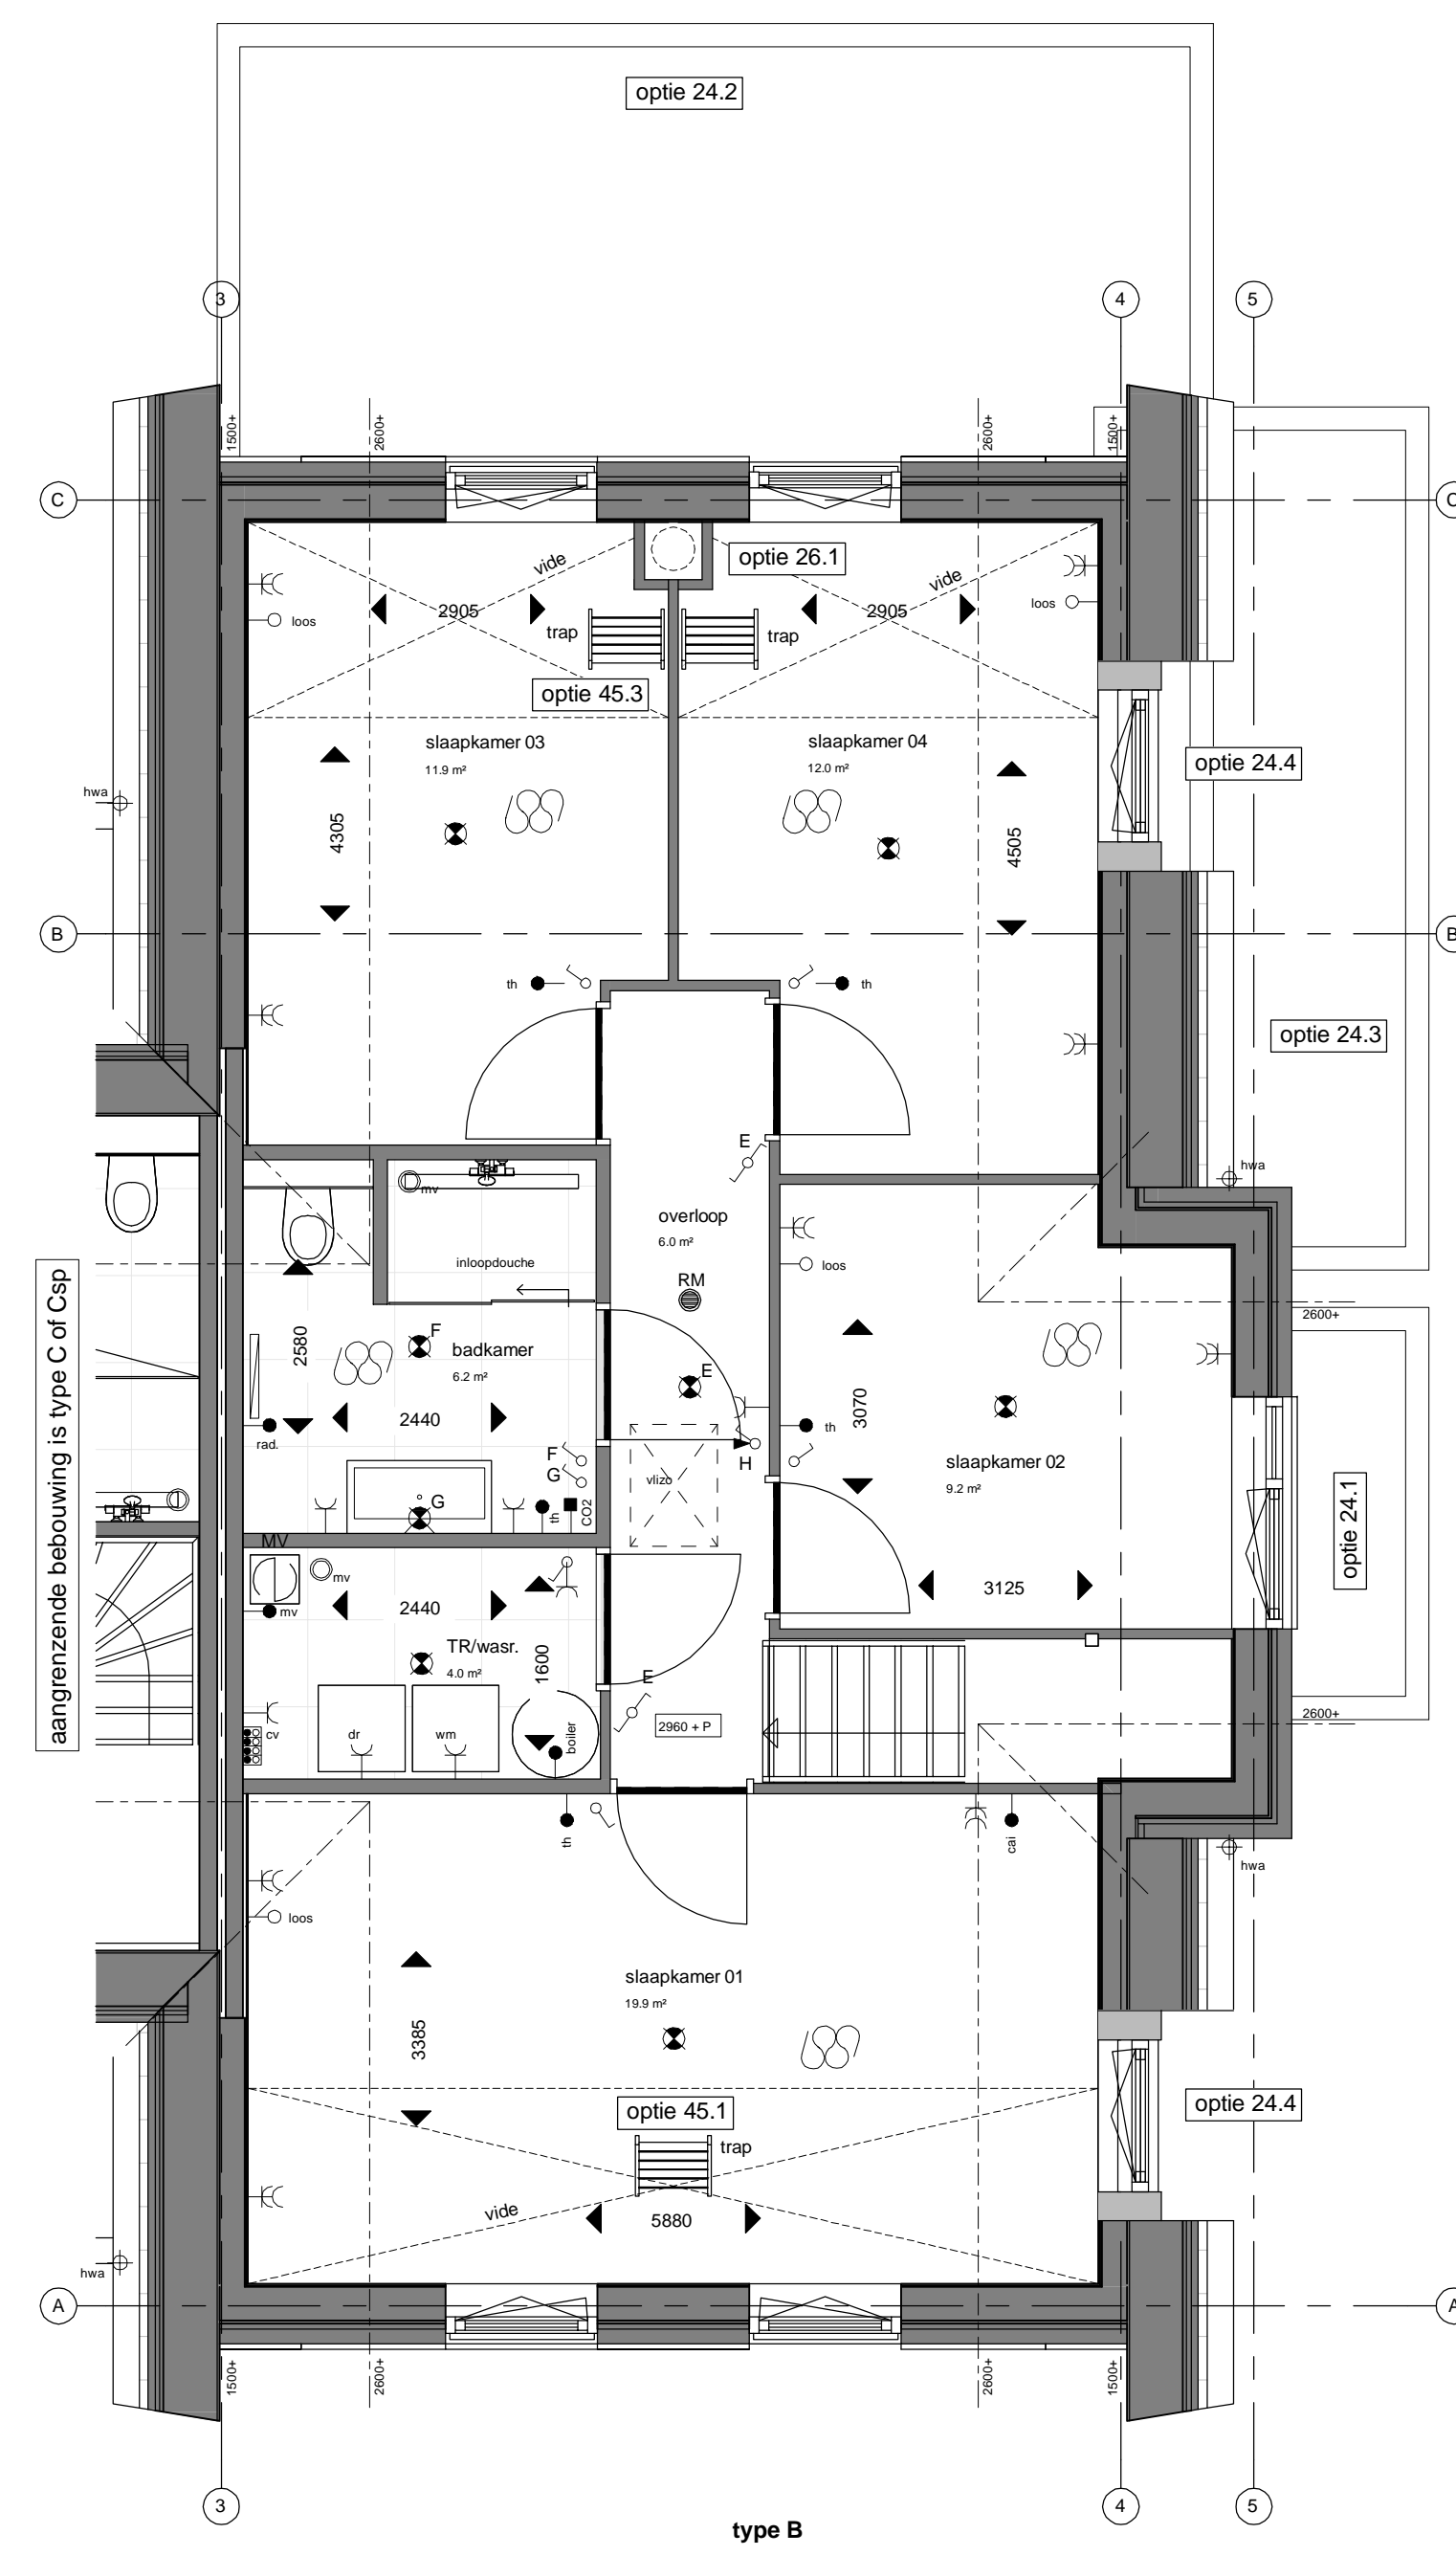 optie 24.2
3
4
5
1500+
2600+
2600+
1500+
C
C
optie 26.1
vide
vide
2905
2905
loos
loos
trap
trap
optie 45.3
slaapkamer 03
11.9 m²
slaapkamer 04
12.0 m²
optie 24.4
hwa
4305
4505
B
B
th
th
optie 24.3
E
hwa
mv
overloop
6.0 m²
inloopdouche
loos
RM
2600+
aangrenzende bebouwing is type C of Csp
2580
F
badkamer
6.2 m²
E
2440
3070
th
rad.
F
G
H
vlizo
slaapkamer 02
9.2 m²
G
th
CO2
optie 24.1
MV
mv
mv
2440
3125
TR/wasr.
4.0 m²
1600
E
cv
dr
wm
boiler
2960 + P
2600+
th
cai
hwa
loos
slaapkamer 01
19.9 m²
3385
optie 45.1
optie 24.4
trap
vide
5880
hwa
A
A
1500+
2600+
2600+
1500+
3
4
5
type B